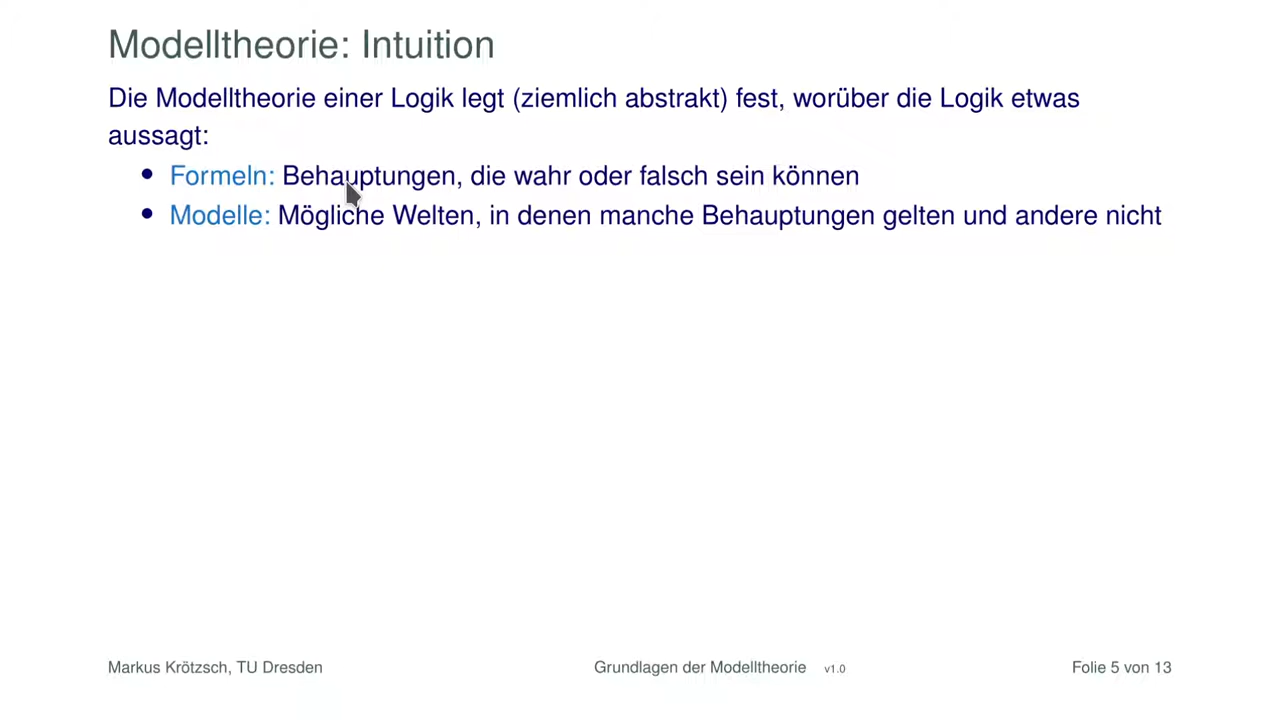 Modelltheorie: Intuition
Die Modelltheorie einer Logik legt (ziemlich abstrakt) fest, worüber die Logik etwas
aussagt:
• Formeln: Behauptungen, die wahr oder falsch sein können
• Modelle: Mögliche Welten, in denen manche Behauptungen gelten und andere nicht
Markus Krötzsch, TU Dresden Grundlagen der Modelltheorie v1.0 Folie 5 von 13